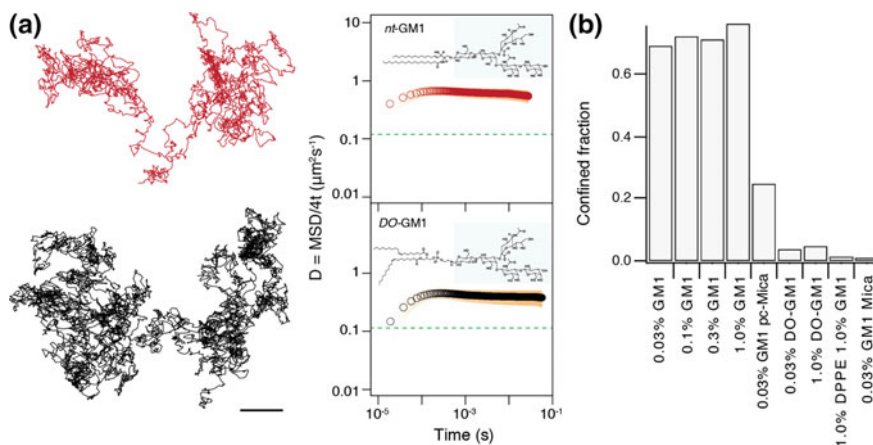 (a)
nt-GM1
DO-GM1
D = MSD/4t (μm²s⁻¹)
10
1
0.1
0.01
1
0.1
0.01
10⁻⁵
10⁻³
10⁻¹
Time (s)
(b)
Confined fraction
0.6
0.4
0.2
0.0
0.03% GM1
0.1% GM1
0.3% GM1
1.0% GM1
0.03% GM1 pc-Mica
0.03% DO-GM1
1.0% DO-GM1
1.0% DPPE 1.0% GM1
0.03% GM1 Mica